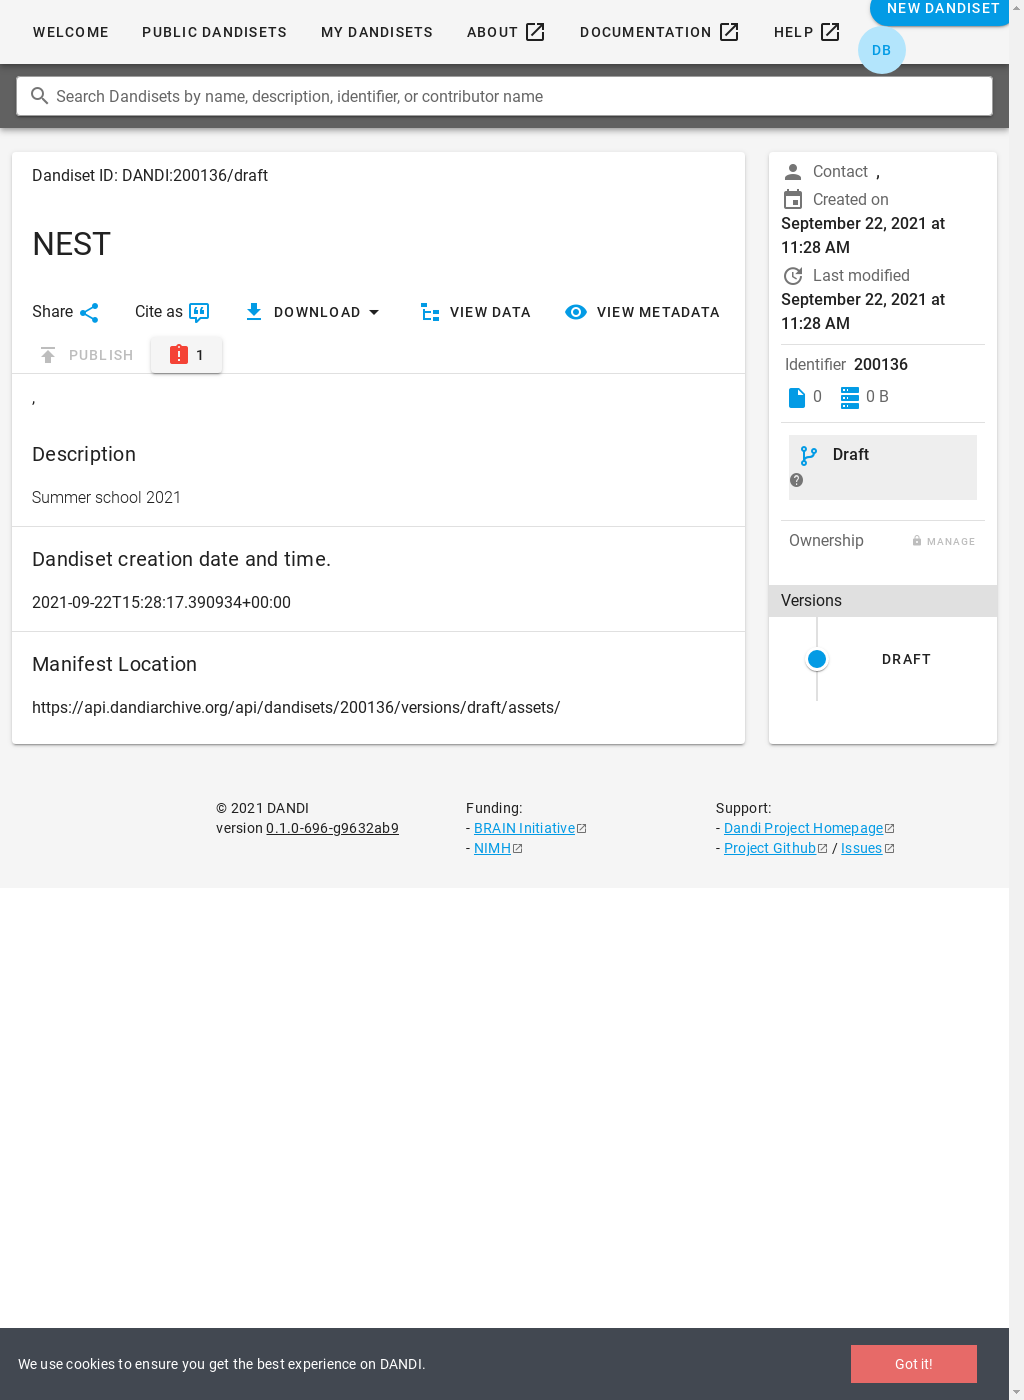 WELCOME PUBLIC DANDISETS MY DANDISETS ABOUT DOCUMENTATION HELP NEW DANDISET
DB
Search Dandisets by name, description, identifier, or contributor name
Dandiset ID: DANDI:200136/draft
NEST
Share Cite as DOWNLOAD VIEW DATA VIEW METADATA
PUBLISH 1
,
Description
Summer school 2021
Dandiset creation date and time.
2021-09-22T15:28:17.390934+00:00
Manifest Location
https://api.dandiarchive.org/api/dandisets/200136/versions/draft/assets/
Contact ,
Created on
September 22, 2021 at
11:28 AM
Last modified
September 22, 2021 at
11:28 AM
Identifier 200136
0 0 B
Draft
Ownership MANAGE
Versions
DRAFT
© 2021 DANDI
version 0.1.0-696-g9632ab9
Funding:
- BRAIN Initiative
- NIMH
Support:
- Dandi Project Homepage
- Project Github / Issues
We use cookies to ensure you get the best experience on DANDI.
Got it!